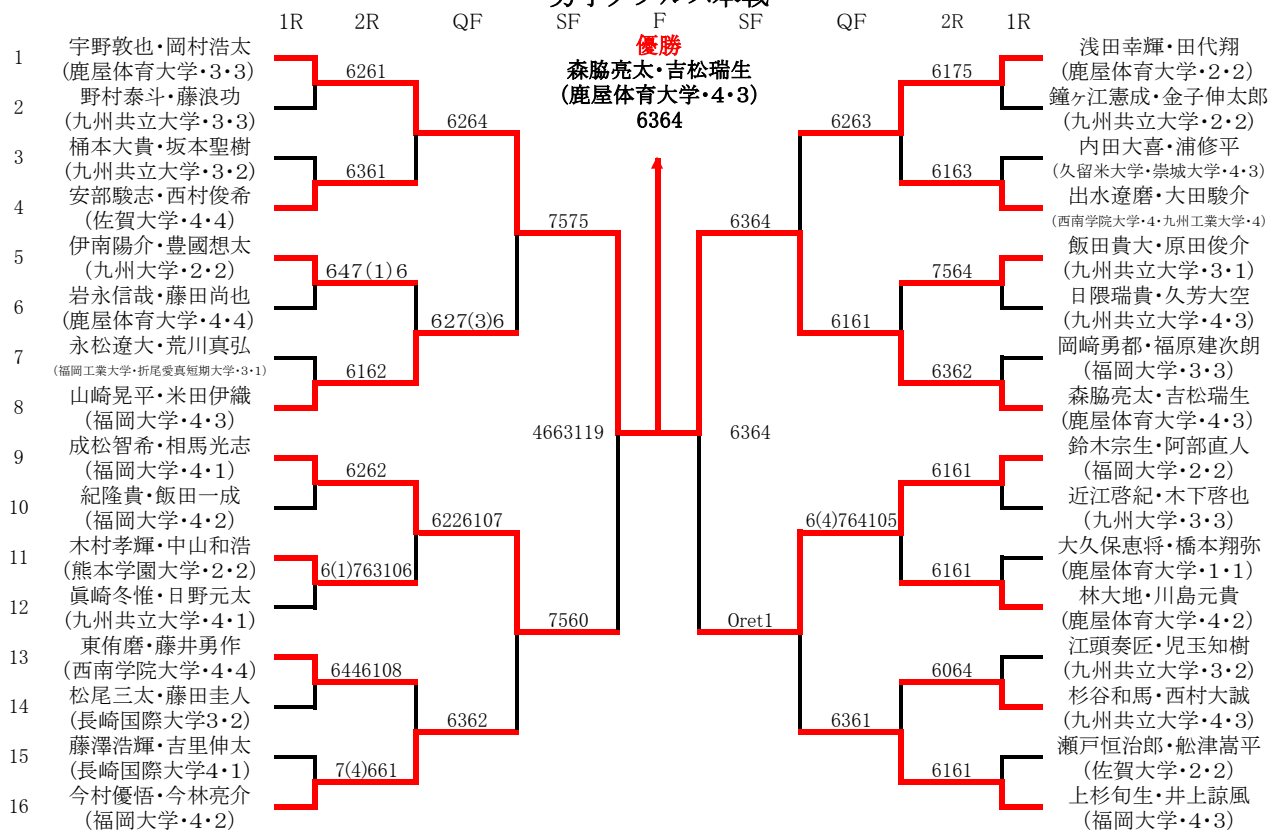 男子ダブルス本戦
1R 2R QF SF F SF QF 2R 1R
優勝
森脇亮太・吉松瑞生
(鹿屋体育大学・4・3)
6364
1
宇野敦也・岡村浩太
(鹿屋体育大学・3・3)
2
野村泰斗・藤浪功
(九州共立大学・3・3)
3
桶本大貴・坂本聖樹
(九州共立大学・3・2)
4
安部駿志・西村俊希
(佐賀大学・4・4)
5
伊南陽介・豊國想太
(九州大学・2・2)
6
岩永信哉・藤田尚也
(鹿屋体育大学・4・4)
7
永松遼大・荒川真弘
(福岡工業大学・折尾愛真短期大学・3・1)
8
山崎晃平・米田伊織
(福岡大学・4・3)
9
成松智希・相馬光志
(福岡大学・4・1)
10
紀隆貴・飯田一成
(福岡大学・4・2)
11
木村孝輝・中山和浩
(熊本学園大学・2・2)
12
眞崎冬惟・日野元太
(九州共立大学・4・1)
13
東侑磨・藤井勇作
(西南学院大学・4・4)
14
松尾三太・藤田圭人
(長崎国際大学3・2)
15
藤澤浩輝・吉里伸太
(長崎国際大学4・1)
16
今村優悟・今林亮介
(福岡大学・4・2)
6261
6361
647(1)6
6162
6262
6(1)763106
6446108
7(4)661
6264
627(3)6
6226107
6362
7575
7560
4663119
6364
6364
0ret1
6263
6161
6(4)764105
6361
6175
6163
7564
6362
6161
6161
6064
6161
浅田幸輝・田代翔
(鹿屋体育大学・2・2)
鐘ヶ江憲成・金子伸太郎
(九州共立大学・2・2)
内田大喜・浦修平
(久留米大学・崇城大学・4・3)
出水遼磨・大田駿介
(西南学院大学・4・九州工業大学・4)
飯田貴大・原田俊介
(九州共立大学・3・1)
日隈瑞貴・久芳大空
(九州共立大学・4・3)
岡﨑勇都・福原建次朗
(福岡大学・3・3)
森脇亮太・吉松瑞生
(鹿屋体育大学・4・3)
鈴木宗生・阿部直人
(福岡大学・2・2)
近江啓紀・木下啓也
(九州大学・3・3)
大久保恵将・橋本翔弥
(鹿屋体育大学・1・1)
林大地・川島元貴
(鹿屋体育大学・4・2)
江頭奏匠・児玉知樹
(九州共立大学・3・2)
杉谷和馬・西村大誠
(九州共立大学・4・3)
瀬戸恒治郎・舩津嵩平
(佐賀大学・2・2)
上杉旬生・井上諒風
(福岡大学・4・3)